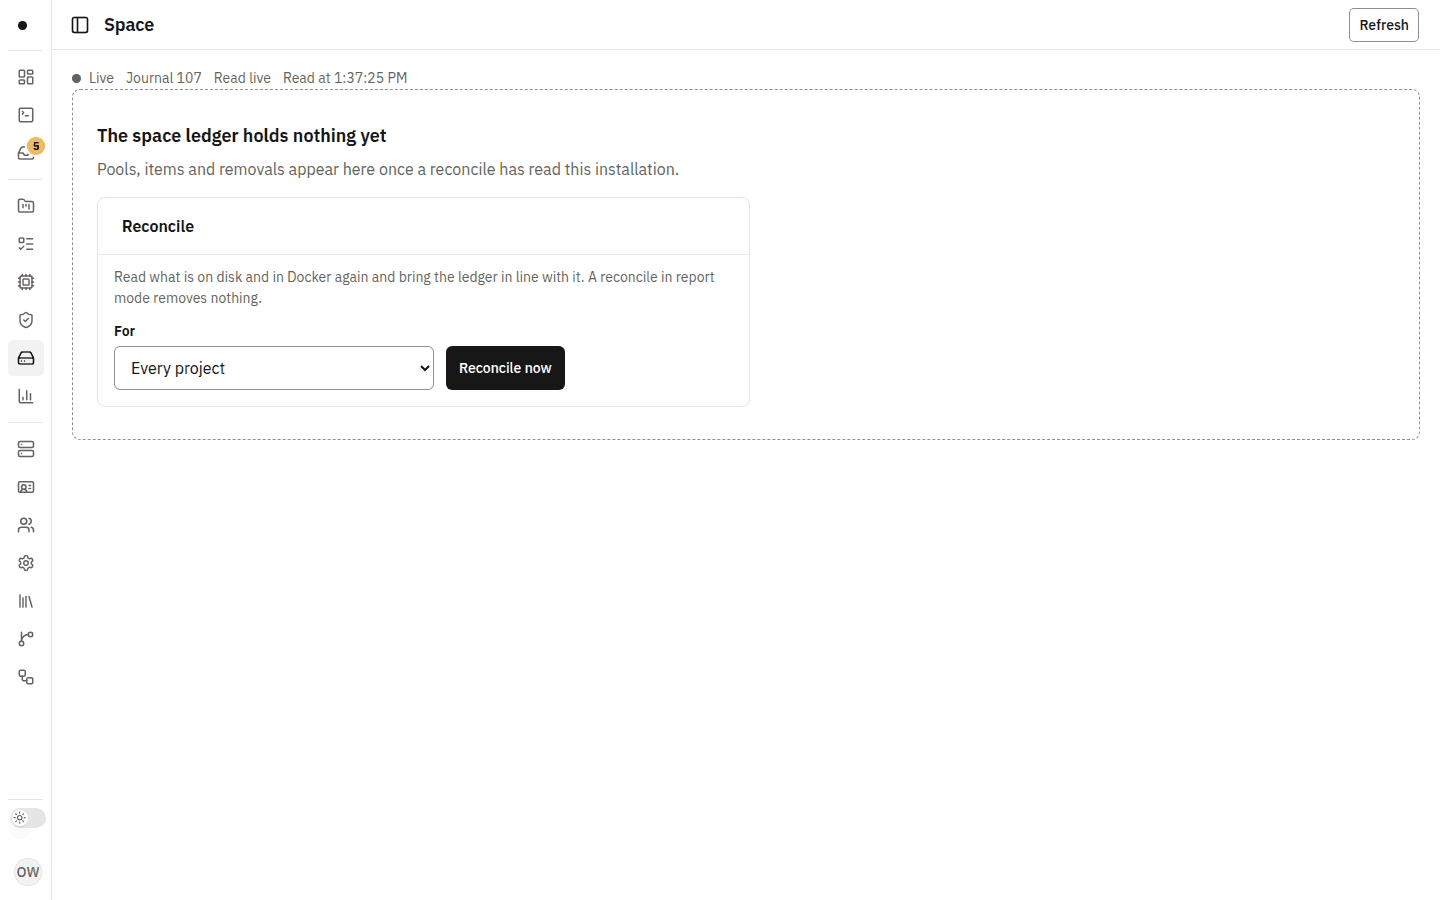 Space
Refresh
Live Journal 107 Read live Read at 1:37:25 PM
5
The space ledger holds nothing yet
Pools, items and removals appear here once a reconcile has read this installation.
Reconcile
Read what is on disk and in Docker again and bring the ledger in line with it. A reconcile in report
mode removes nothing.
For
Every project
Reconcile now
OW